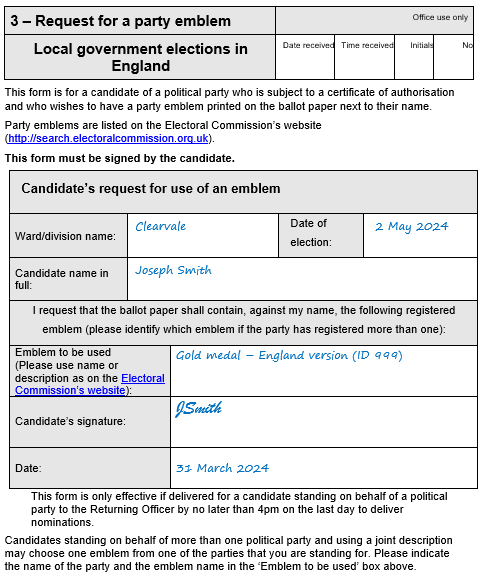 3 – Request for a party emblem
Office use only
Local government elections in
England
Date received Time received Initials No
This form is for a candidate of a political party who is subject to a certificate of authorisation
and who wishes to have a party emblem printed on the ballot paper next to their name.
Party emblems are listed on the Electoral Commission's website
(http://search.electoralcommission.org.uk).
This form must be signed by the candidate.
Candidate's request for use of an emblem
Ward/division name: Clearvale Date of
election: 2 May 2024
Candidate name in
full: Joseph Smith
I request that the ballot paper shall contain, against my name, the following registered
emblem (please identify which emblem if the party has registered more than one):
Emblem to be used
(Please use name or
description as on the Electoral
Commission's website):
Gold medal – England version (ID 999)
Candidate's signature: JSmith
Date: 31 March 2024
This form is only effective if delivered for a candidate standing on behalf of a political
party to the Returning Officer by no later than 4pm on the last day to deliver
nominations.
Candidates standing on behalf of more than one political party and using a joint description
may choose one emblem from one of the parties that you are standing for. Please indicate
the name of the party and the emblem name in the 'Emblem to be used' box above.